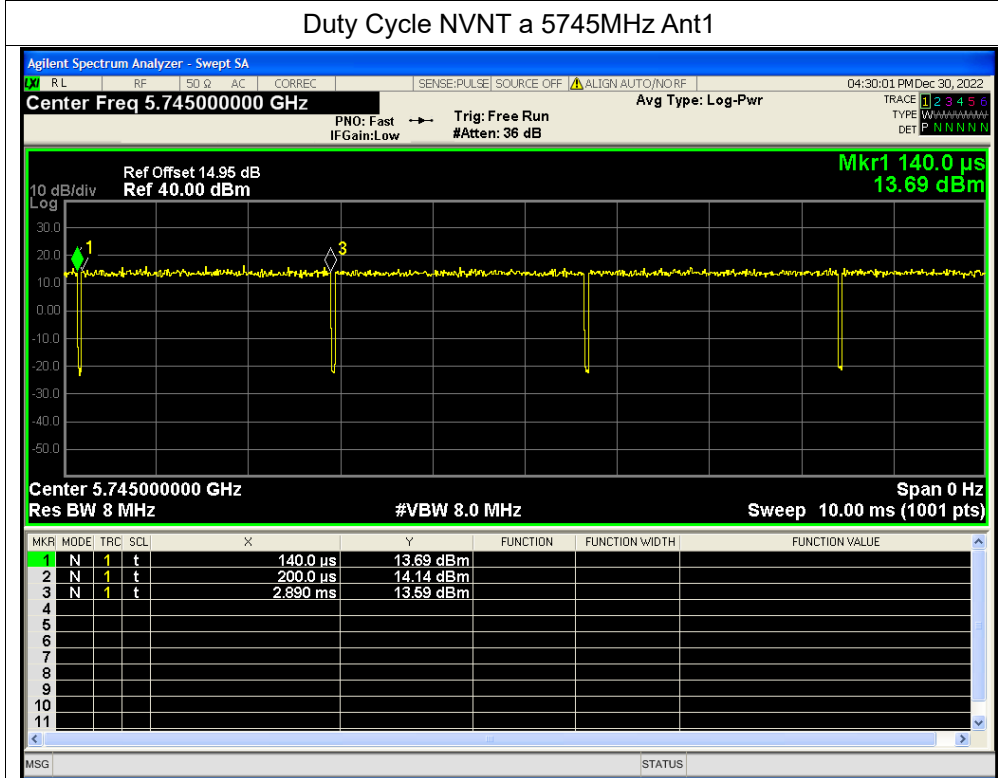 Duty Cycle NVNT a 5745MHz Ant1
Agilent Spectrum Analyzer - Swept SA
LXI RL RF 50 Ω AC CORREC SENSE:PULSE SOURCE OFF ALIGN AUTO/NO RF 04:30:01 PM Dec 30, 2022
Center Freq 5.745000000 GHz Avg Type: Log-Pwr TRACE 1 2 3 4 5 6
PNO: Fast Trig: Free Run TYPE WWWWWW
IFGain:Low #Atten: 36 dB DET P N N N N N
Mkr1 140.0 µs
13.69 dBm
Ref Offset 14.95 dB
10 dB/div Ref 40.00 dBm
Log
30.0
20.0
10.0
0.00
-10.0
-20.0
-30.0
-40.0
-50.0
1
3
Center 5.745000000 GHz Span 0 Hz
Res BW 8 MHz #VBW 8.0 MHz Sweep 10.00 ms (1001 pts)
MKR MODE TRC SCL X Y FUNCTION FUNCTION WIDTH FUNCTION VALUE
1 N 1 t 140.0 µs 13.69 dBm
2 N 1 t 200.0 µs 14.14 dBm
3 N 1 t 2.890 ms 13.59 dBm
4
5
6
7
8
9
10
11
MSG STATUS